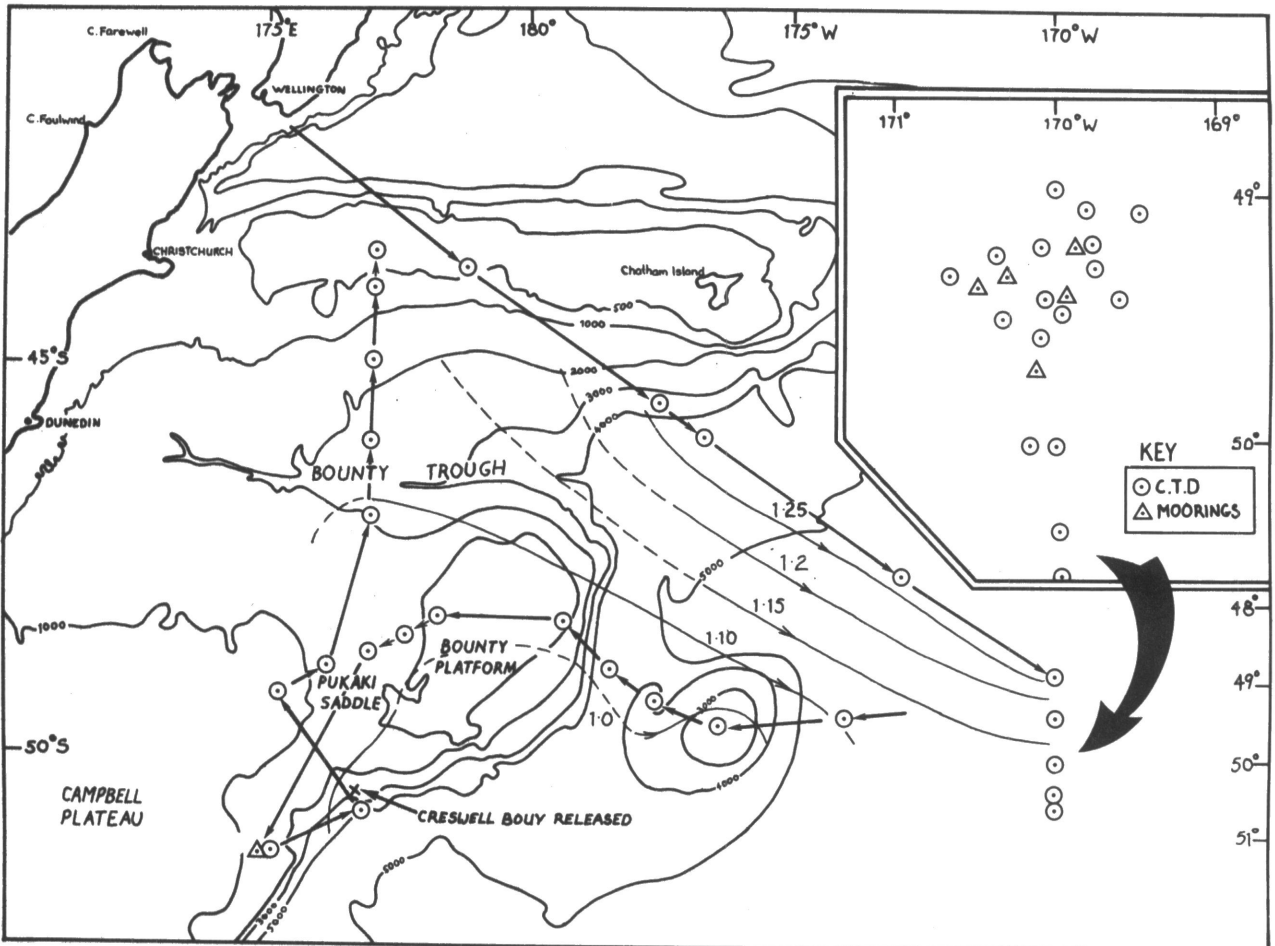 175°E
180°
175°W
170°W
C. Farewell
WELLINGTON
C. Foulwind
171°
170°W
169°
49°
CHRISTCHURCH
Chatham Island
500
1000
45°S
2000
3000
4000
DUNEDIN
50°
KEY
C.T.D
MOORINGS
BOUNTY TROUGH
1·25
1·2
5000
1·15
1·10
48°
1000
BOUNTY
PLATFORM
PUKAKI
SADDLE
49°
1·0
3000
4000
50°S
50°
CAMPBELL
PLATEAU
CRESWELL BOUY RELEASED
51°
5000
3000
5000